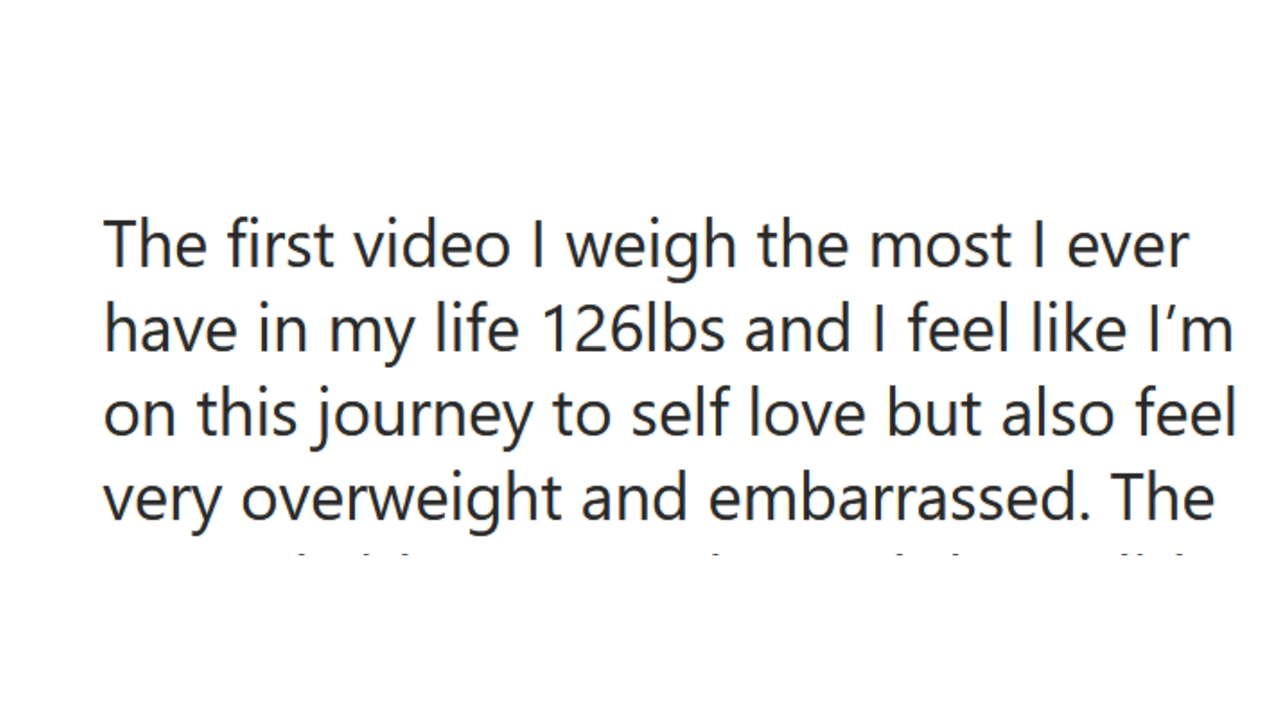 The first video I weigh the most I ever
have in my life 126lbs and I feel like I’m
on this journey to self love but also feel
very overweight and embarrassed. The